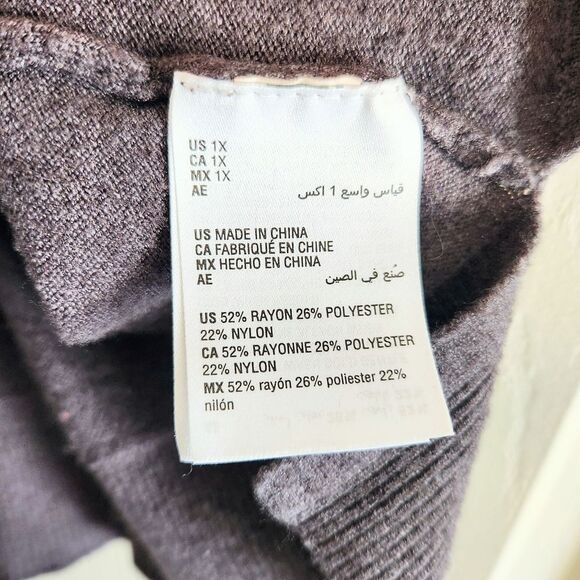 US 1X
CA 1X
MX 1X
AE قياس واسع 1 اكس
US MADE IN CHINA
CA FABRIQUÉ EN CHINE
MX HECHO EN CHINA
AE صُنع في الصين
US 52% RAYON 26% POLYESTER
22% NYLON
CA 52% RAYONNE 26% POLYESTER
22% NYLON
MX 52% rayón 26% poliester 22%
nilón